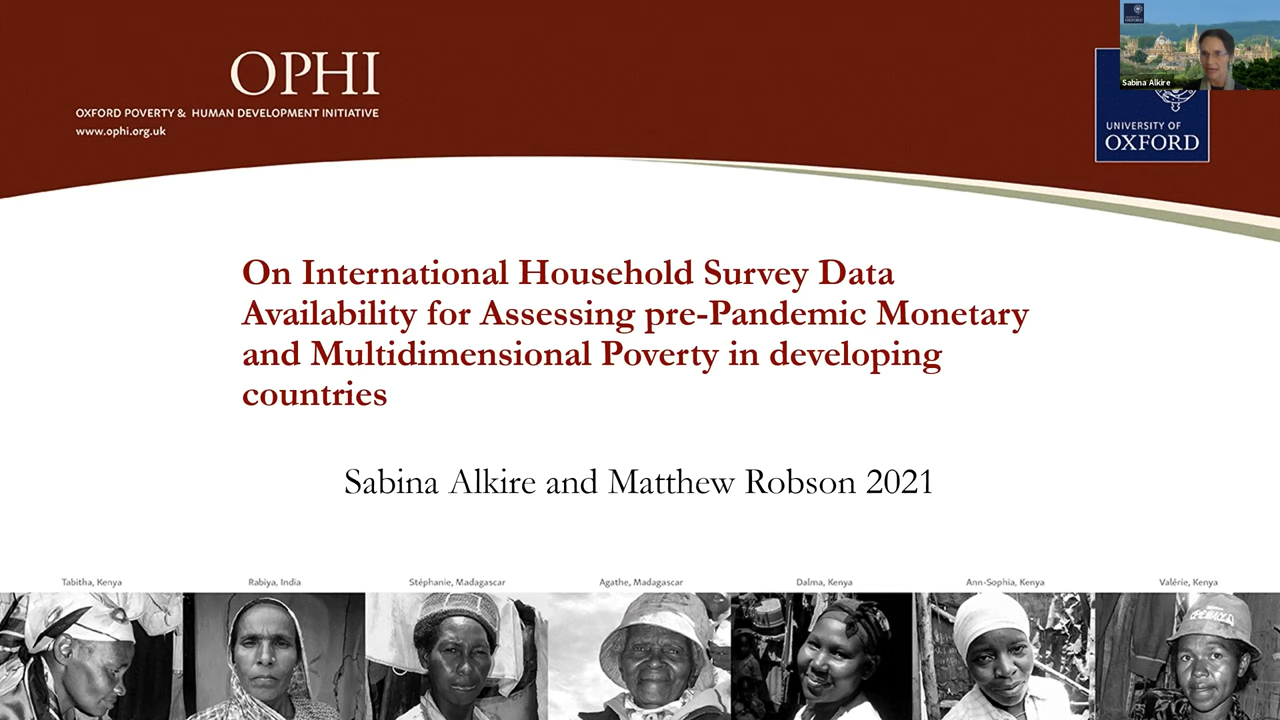 OPHI
OXFORD POVERTY & HUMAN DEVELOPMENT INITIATIVE
www.ophi.org.uk
Sabina Alkire
UNIVERSITY OF
OXFORD
On International Household Survey Data
Availability for Assessing pre-Pandemic Monetary
and Multidimensional Poverty in developing
countries
Sabina Alkire and Matthew Robson 2021
Tabitha, Kenya
Rabiya, India
Stéphanie, Madagascar
Agathe, Madagascar
Dalma, Kenya
Ann-Sophia, Kenya
Valérie, Kenya